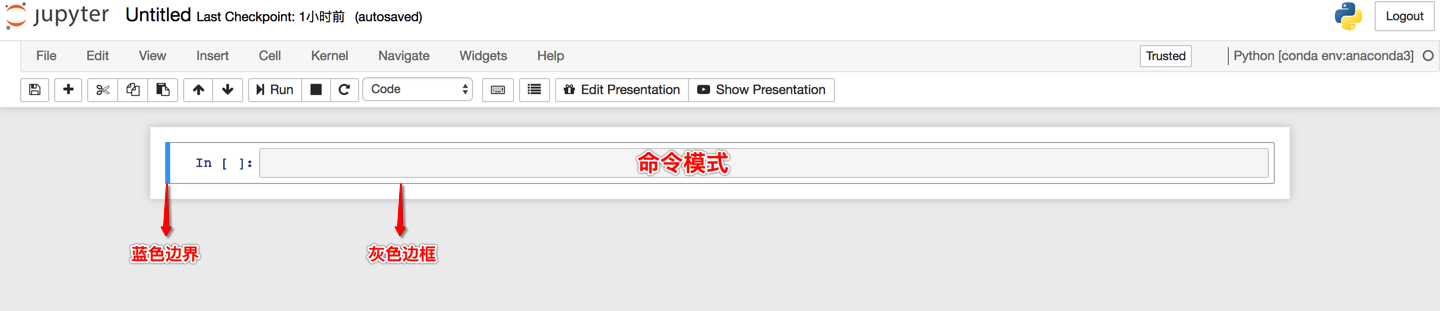 jupyter Untitled Last Checkpoint: 1小时前 (autosaved) Logout
File Edit View Insert Cell Kernel Navigate Widgets Help Trusted Python [conda env:anaconda3]
Run Code Edit Presentation Show Presentation
In [ ]: 命令模式
蓝色边界 灰色边框